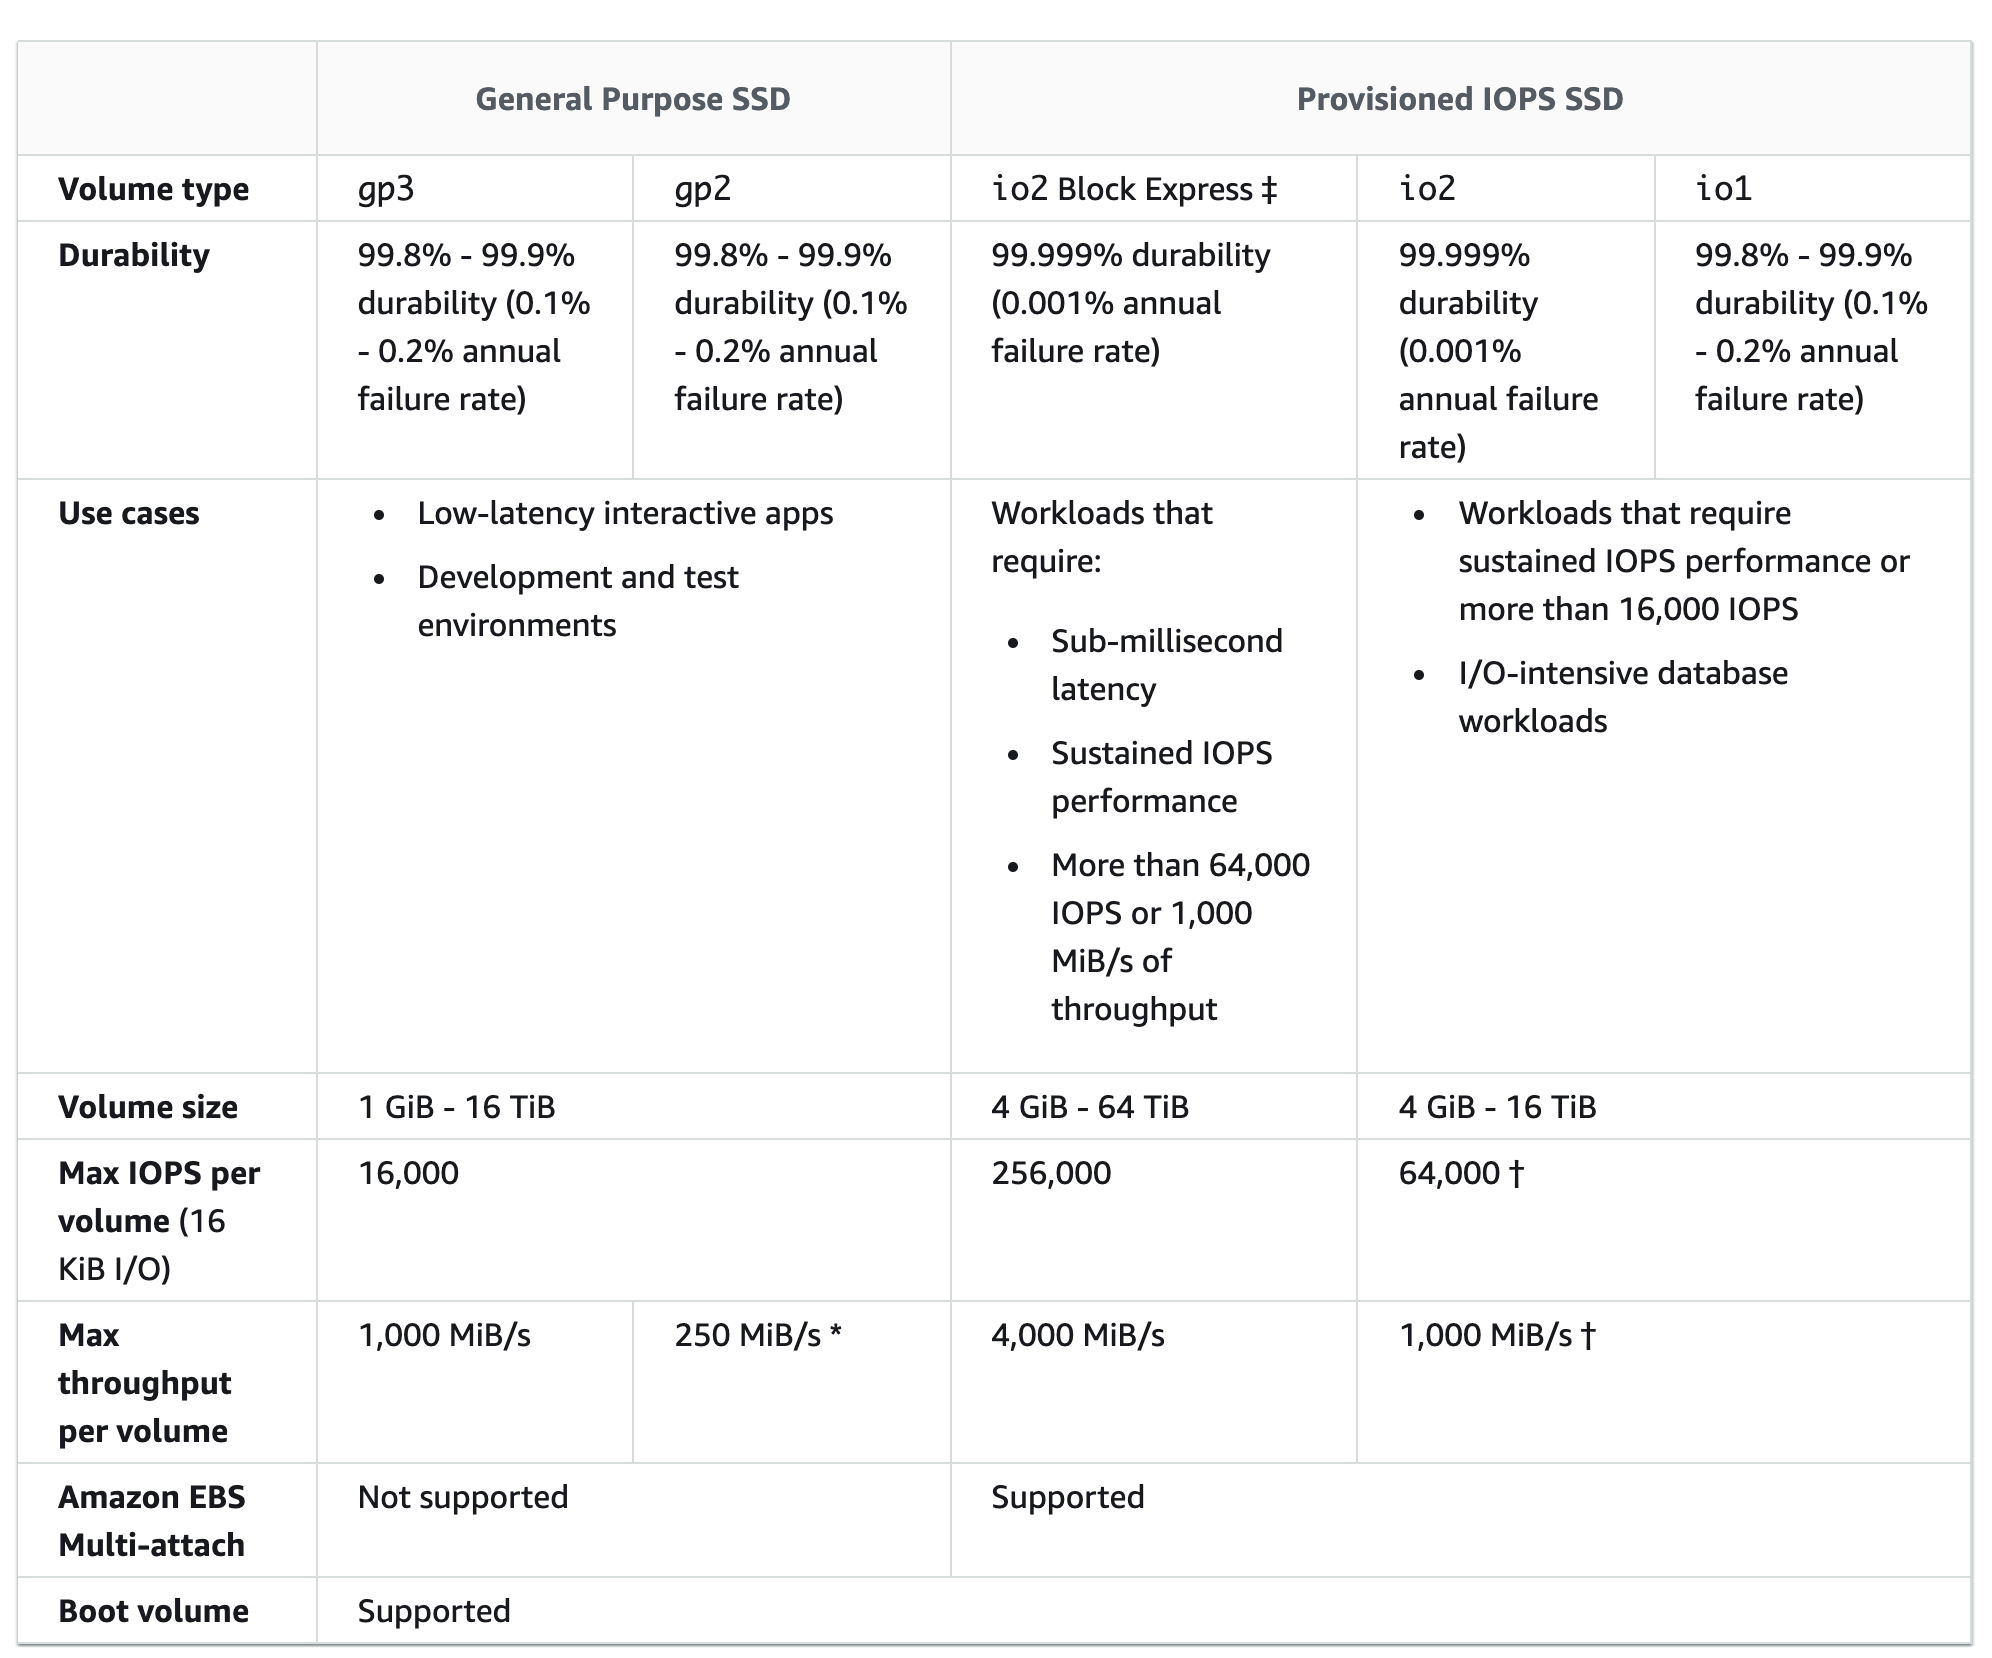 General Purpose SSD
Provisioned IOPS SSD
Volume type
gp3
gp2
io2 Block Express ‡
io2
io1
Durability
99.8% - 99.9%
durability (0.1%
- 0.2% annual
failure rate)
99.8% - 99.9%
durability (0.1%
- 0.2% annual
failure rate)
99.999% durability
(0.001% annual
failure rate)
99.999%
durability
(0.001%
annual failure
rate)
99.8% - 99.9%
durability (0.1%
- 0.2% annual
failure rate)
Use cases
• Low-latency interactive apps
• Development and test
environments
Workloads that
require:
• Sub-millisecond
latency
• Sustained IOPS
performance
• More than 64,000
IOPS or 1,000
MiB/s of
throughput
• Workloads that require
sustained IOPS performance or
more than 16,000 IOPS
• I/O-intensive database
workloads
Volume size
1 GiB - 16 TiB
4 GiB - 64 TiB
4 GiB - 16 TiB
Max IOPS per
volume (16
KiB I/O)
16,000
256,000
64,000 †
Max
throughput
per volume
1,000 MiB/s
250 MiB/s *
4,000 MiB/s
1,000 MiB/s †
Amazon EBS
Multi-attach
Not supported
Supported
Boot volume
Supported